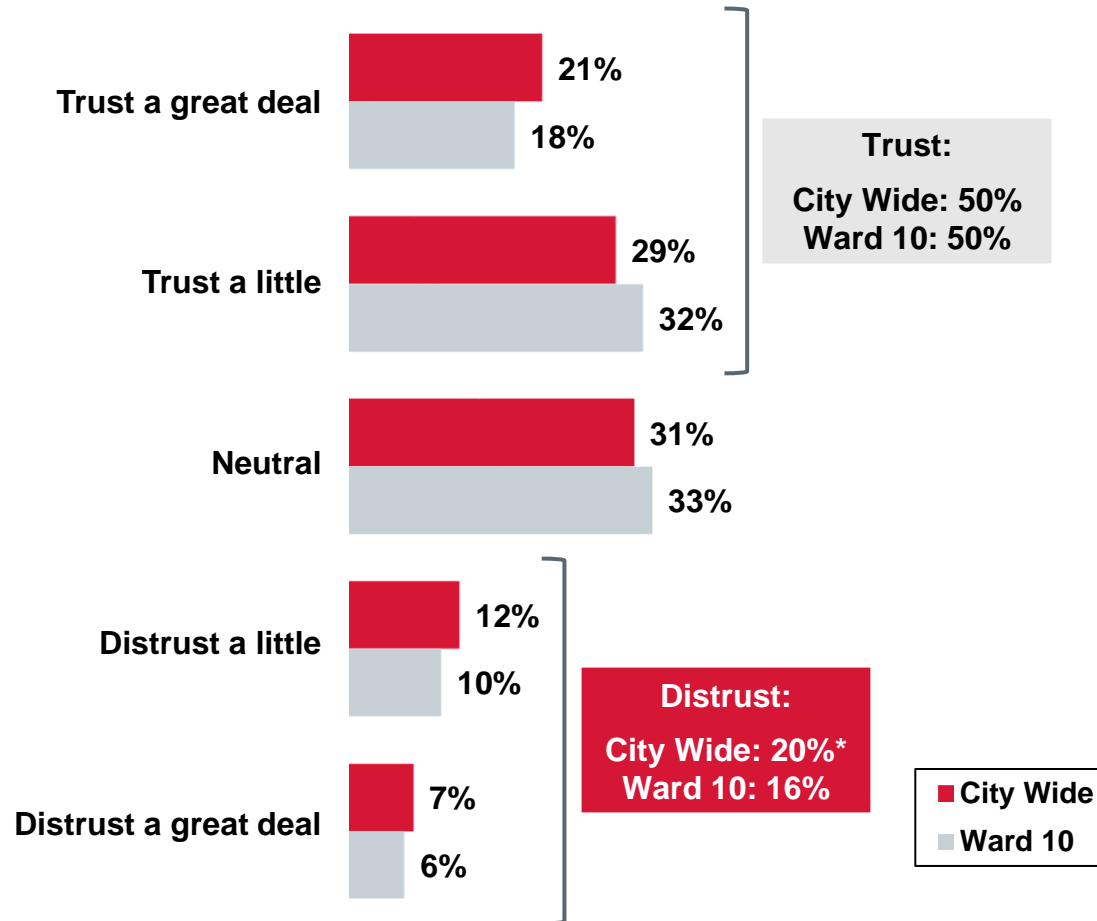 Trust a great deal
21%
18%
Trust a little
29%
32%
Trust:
City Wide: 50%
Ward 10: 50%
Neutral
31%
33%
Distrust a little
12%
10%
Distrust a great deal
7%
6%
Distrust:
City Wide: 20%*
Ward 10: 16%
City Wide
Ward 10